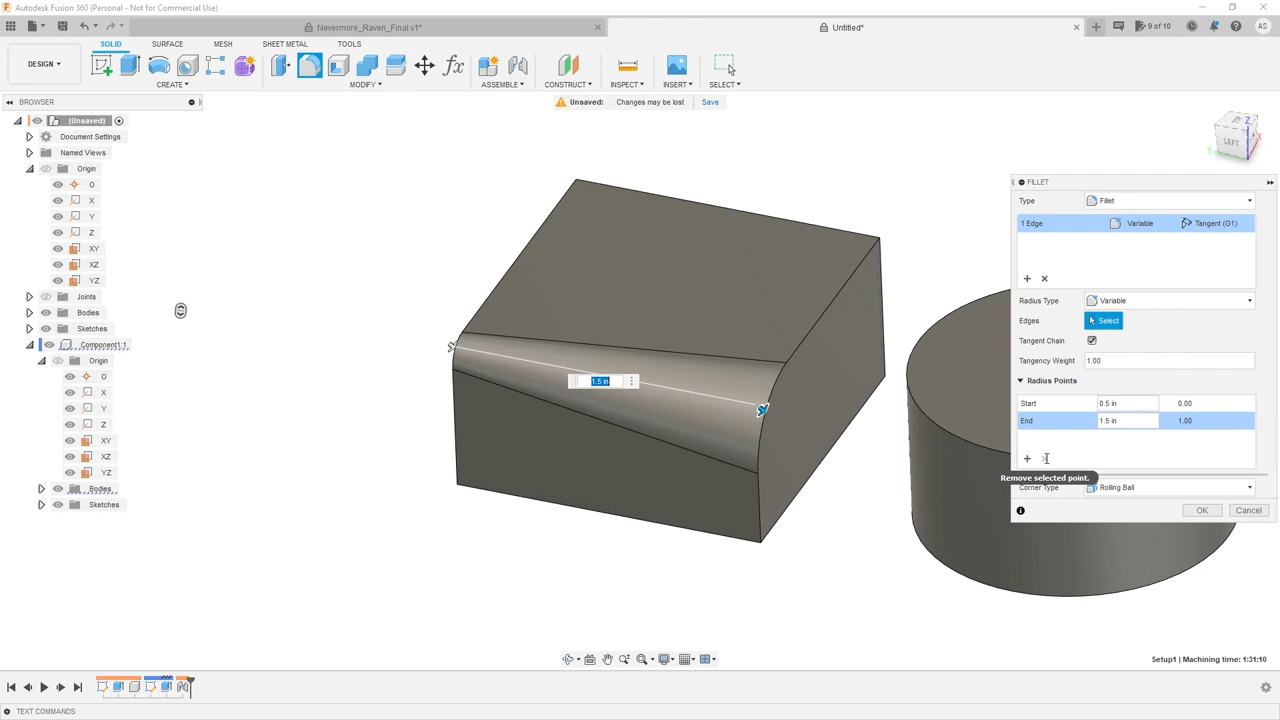 Autodesk Fusion 360 (Personal - Not for Commercial Use)
Nevermore_Raven_Final v1*
Untitled*
9 of 10
AS
DESIGN
SOLID
SURFACE
MESH
SHEET METAL
TOOLS
CREATE
MODIFY
ASSEMBLE
CONSTRUCT
INSPECT
INSERT
SELECT
BROWSER
Unsaved: Changes may be lost Save
(Unsaved)
Document Settings
Named Views
Origin
O
X
Y
Z
XY
XZ
YZ
Joints
Bodies
Sketches
Component1:1
Origin
O
X
Y
Z
XY
XZ
YZ
Bodies
Sketches
1.5 in
Z
LEFT
FILLET
Type Fillet
1 Edge Variable Tangent (G1)
Radius Type Variable
Edges Select
Tangent Chain
Tangency Weight 1.00
Radius Points
Start 0.5 in 0.00
End 1.5 in 1.00
Remove selected point.
Corner Type Rolling Ball
OK Cancel
Setup1 | Machining time: 1:31:10
TEXT COMMANDS